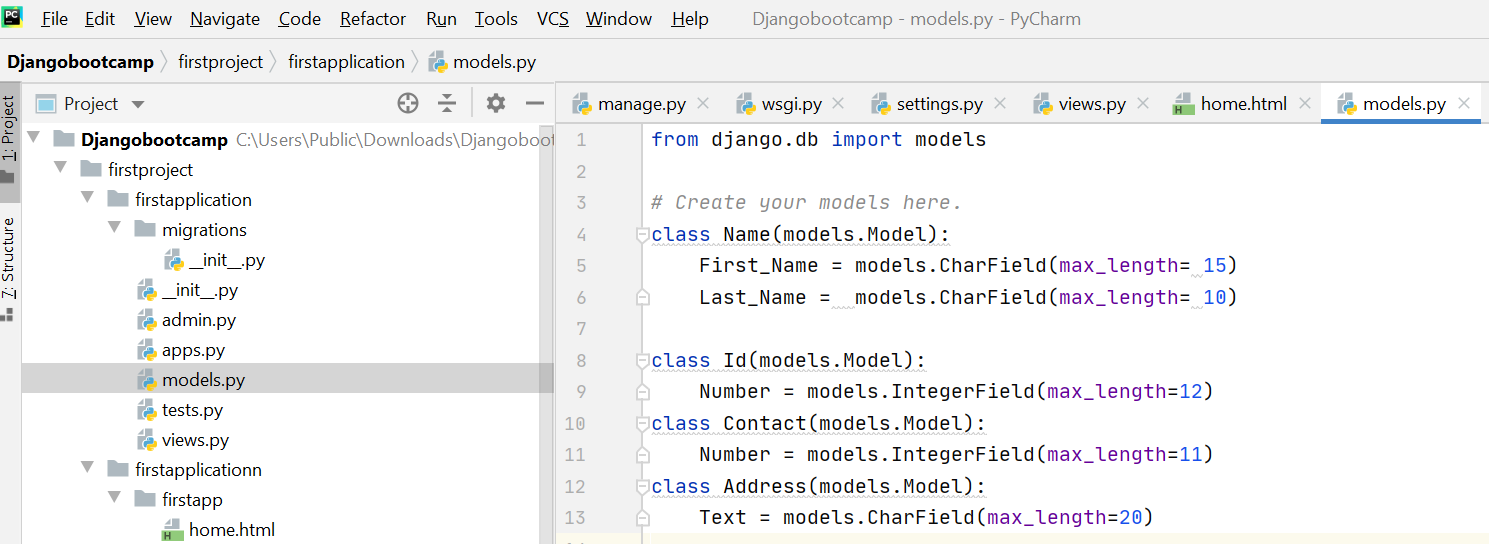 PC File Edit View Navigate Code Refactor Run Tools VCS Window Help Djangobootcamp - models.py - PyCharm
Djangobootcamp firstproject firstapplication models.py
1: Project
7: Structure
Project
Djangobootcamp C:\Users\Public\Downloads\Djangoboot
firstproject
firstapplication
migrations
__init__.py
__init__.py
admin.py
apps.py
models.py
tests.py
views.py
firstapplicationn
firstapp
H home.html
manage.py wsgi.py settings.py views.py H home.html models.py
1 from django.db import models
2
3 # Create your models here.
4 class Name(models.Model):
5     First_Name = models.CharField(max_length= 15)
6     Last_Name =  models.CharField(max_length= 10)
7
8 class Id(models.Model):
9     Number = models.IntegerField(max_length=12)
10 class Contact(models.Model):
11     Number = models.IntegerField(max_length=11)
12 class Address(models.Model):
13     Text = models.CharField(max_length=20)